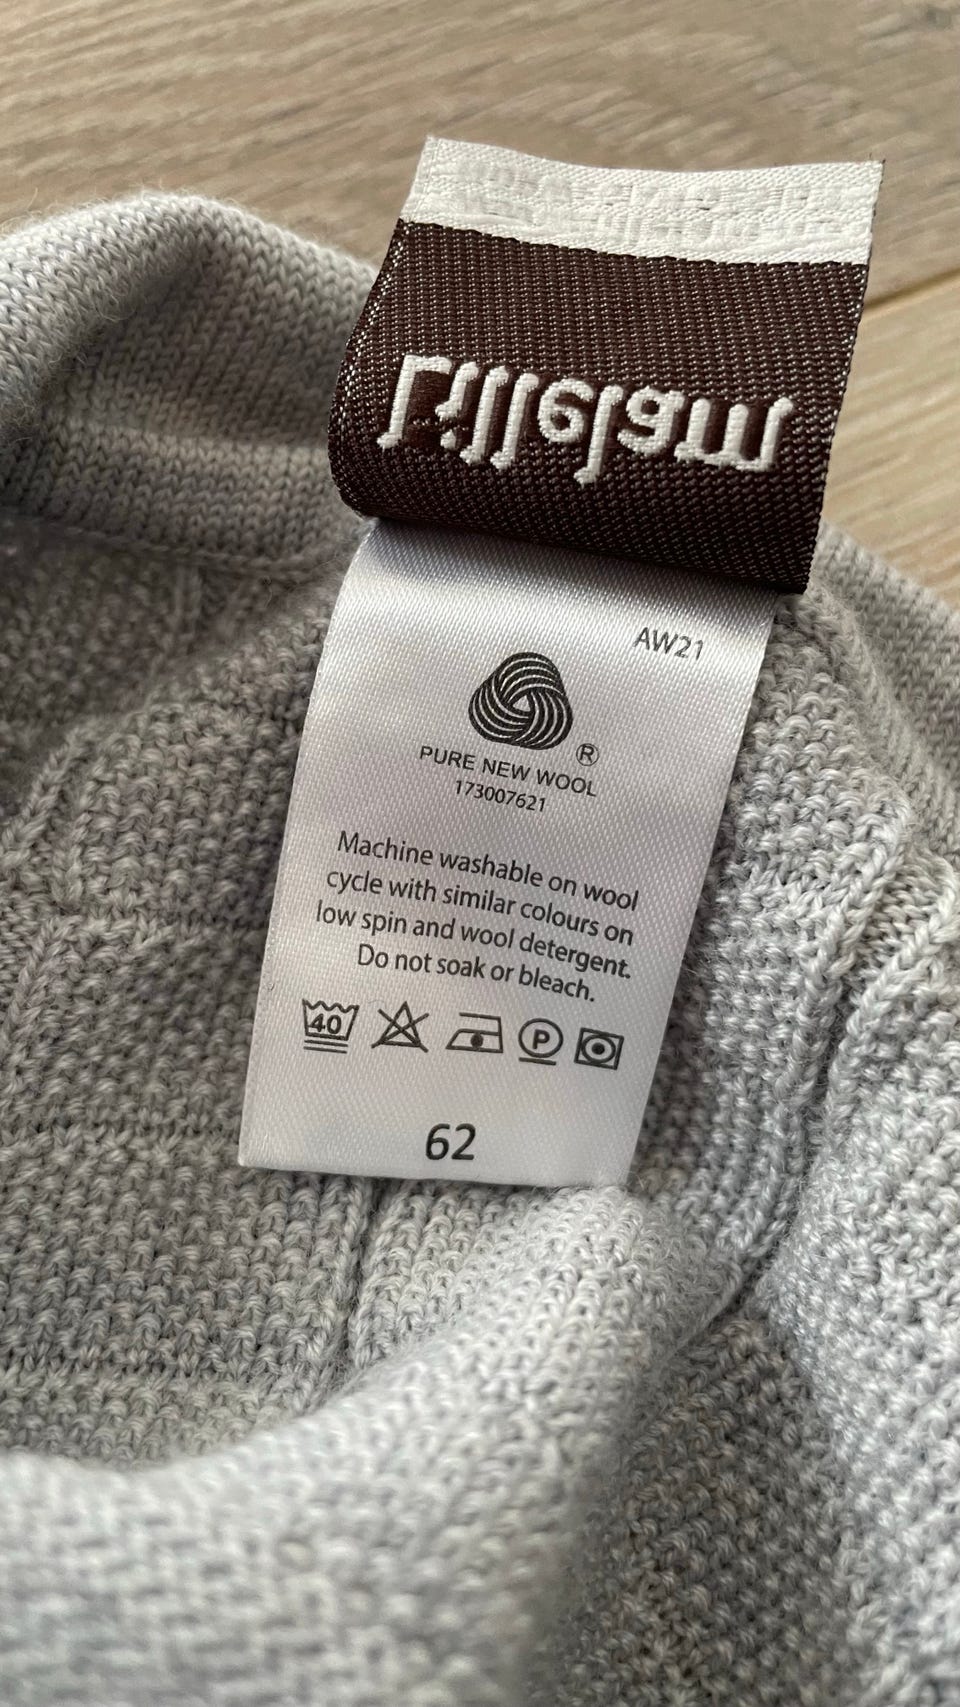 Lillelam
AW21
®
PURE NEW WOOL
173007621
Machine washable on wool
cycle with similar colours on
low spin and wool detergent.
Do not soak or bleach.
40 P
62